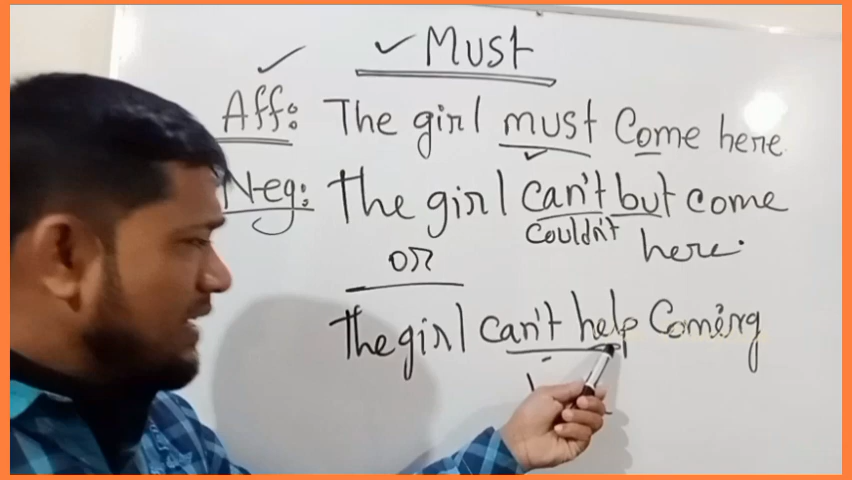 ✓ Must
Aff: The girl must come here.
Neg: The girl can't but come
couldn't here.
or
The girl can't help coming